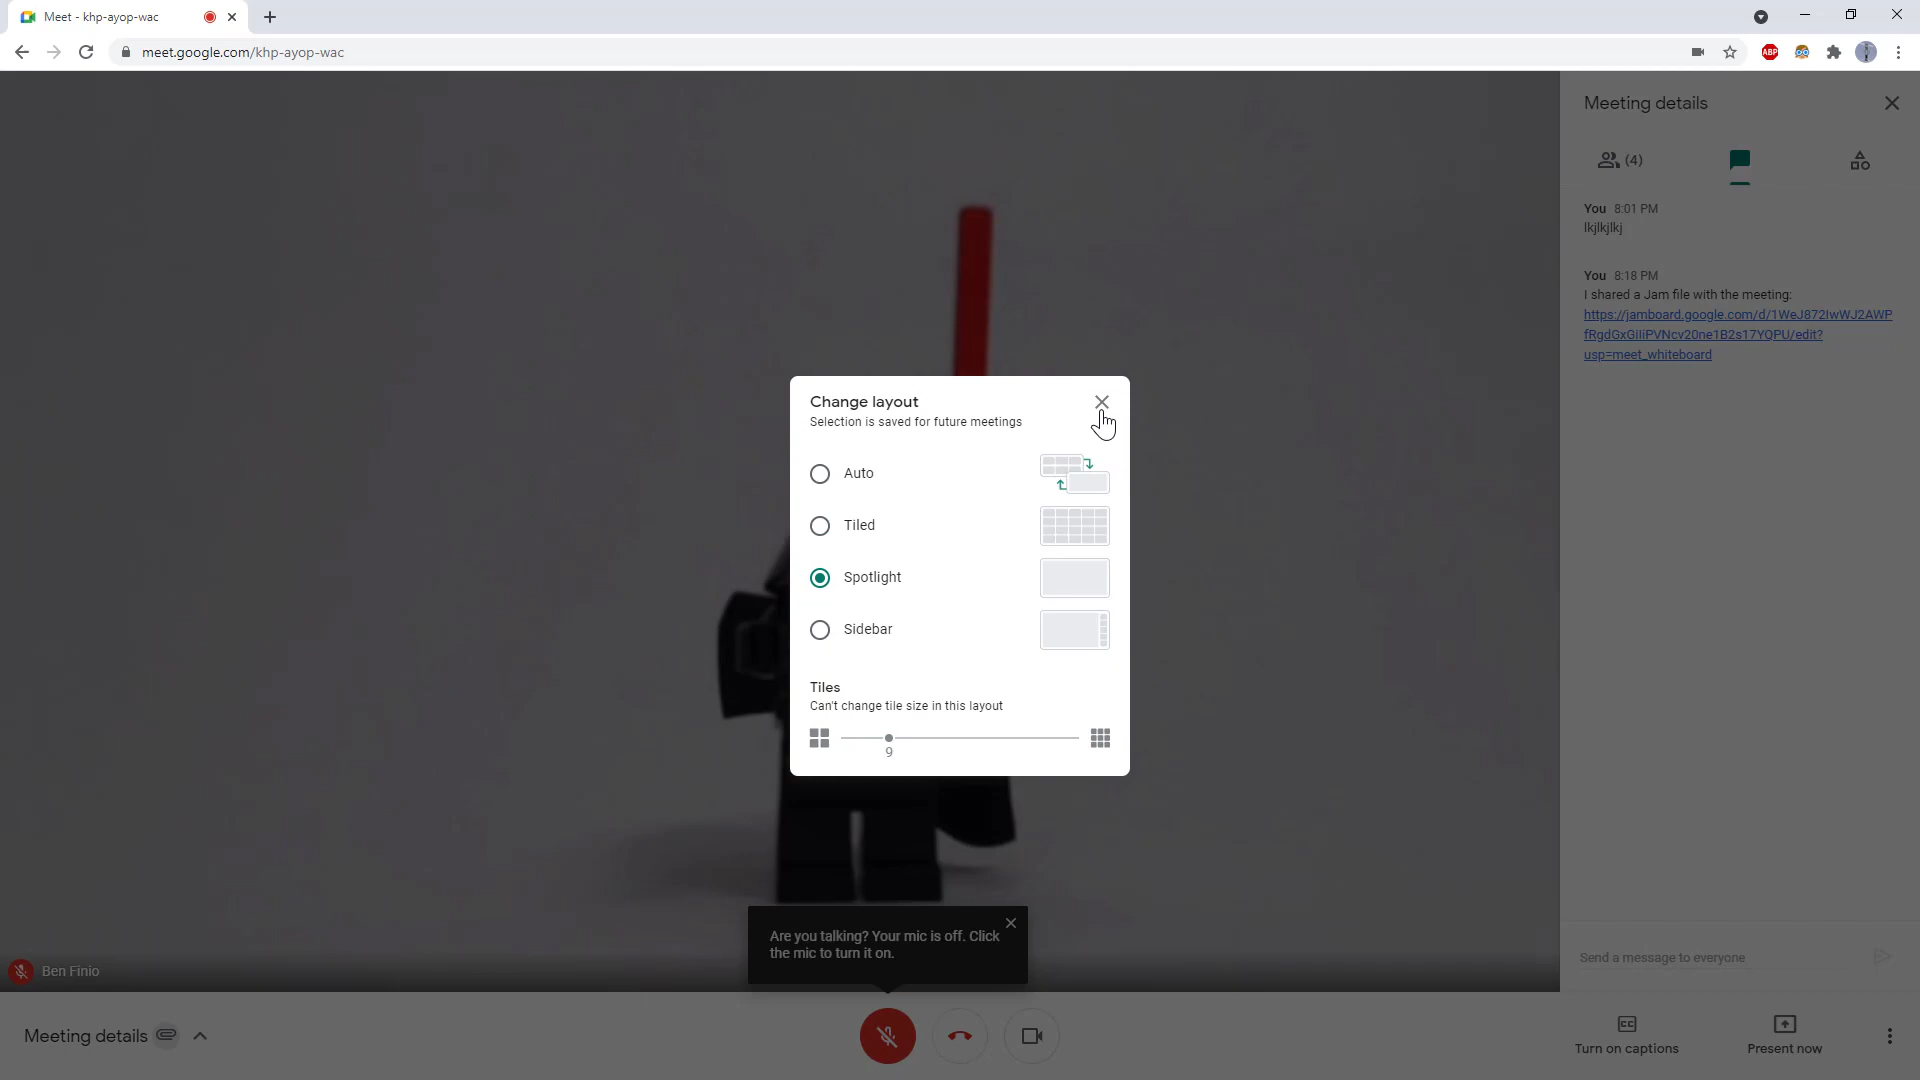 Meet - khp-ayop-wac
meet.google.com/khp-ayop-wac
ABP
Meeting details
(4)
You 8:01 PM
lkjlkjlkj
You 8:18 PM
I shared a Jam file with the meeting:
https://jamboard.google.com/d/1WeJ872IwWJ2AWP
fRgdGxGIIiPVNcv20ne1B2s17YQPU/edit?
usp=meet_whiteboard
Change layout
Selection is saved for future meetings
Auto
Tiled
Spotlight
Sidebar
Tiles
Can't change tile size in this layout
9
Are you talking? Your mic is off. Click
the mic to turn it on.
Ben Finio
Send a message to everyone
Meeting details
CC
Turn on captions
Present now